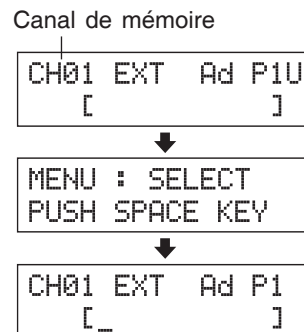 Canal de mémoire
CH01 EXT Ad P1U
[ ]
MENU : SELECT
PUSH SPACE KEY
CH01 EXT Ad P1
[_ ]